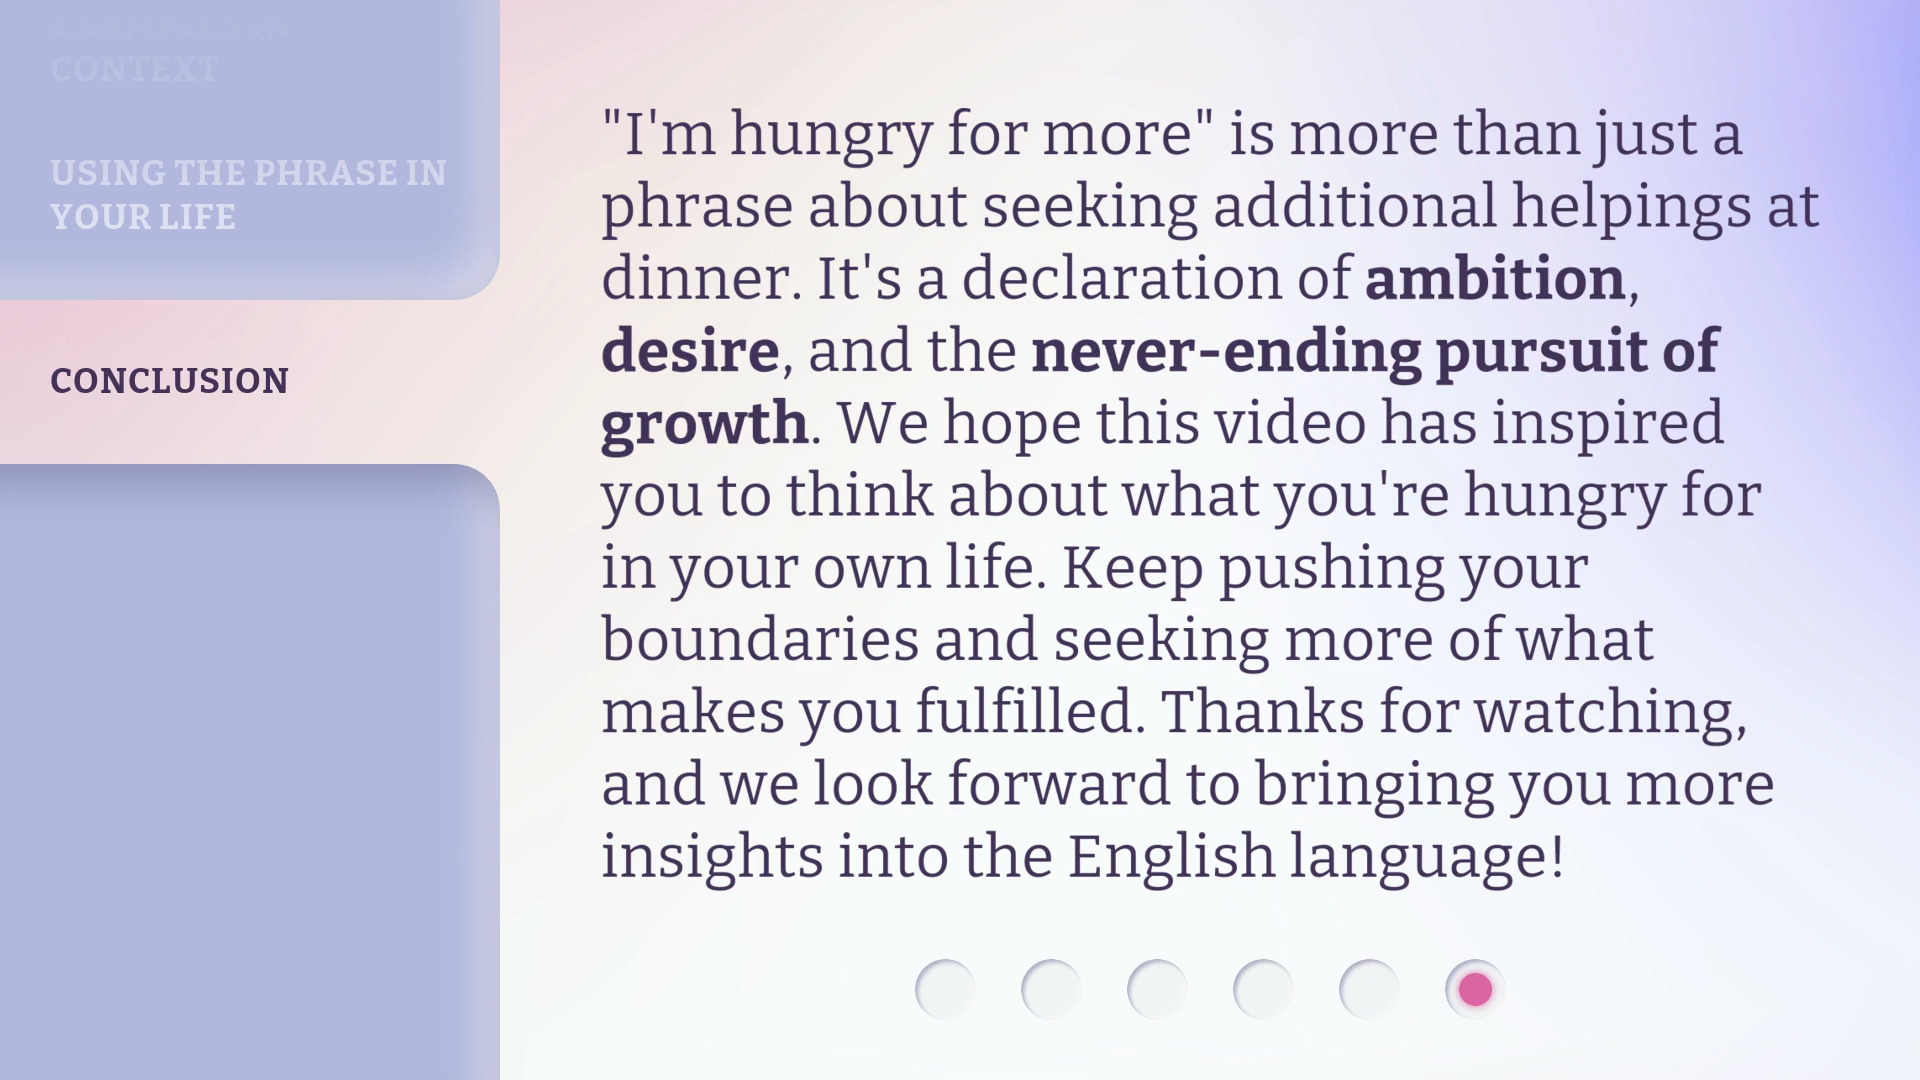 EXAMPLES IN
CONTEXT
USING THE PHRASE IN
YOUR LIFE
CONCLUSION
"I'm hungry for more" is more than just a
phrase about seeking additional helpings at
dinner. It's a declaration of ambition,
desire, and the never-ending pursuit of
growth. We hope this video has inspired
you to think about what you're hungry for
in your own life. Keep pushing your
boundaries and seeking more of what
makes you fulfilled. Thanks for watching,
and we look forward to bringing you more
insights into the English language!